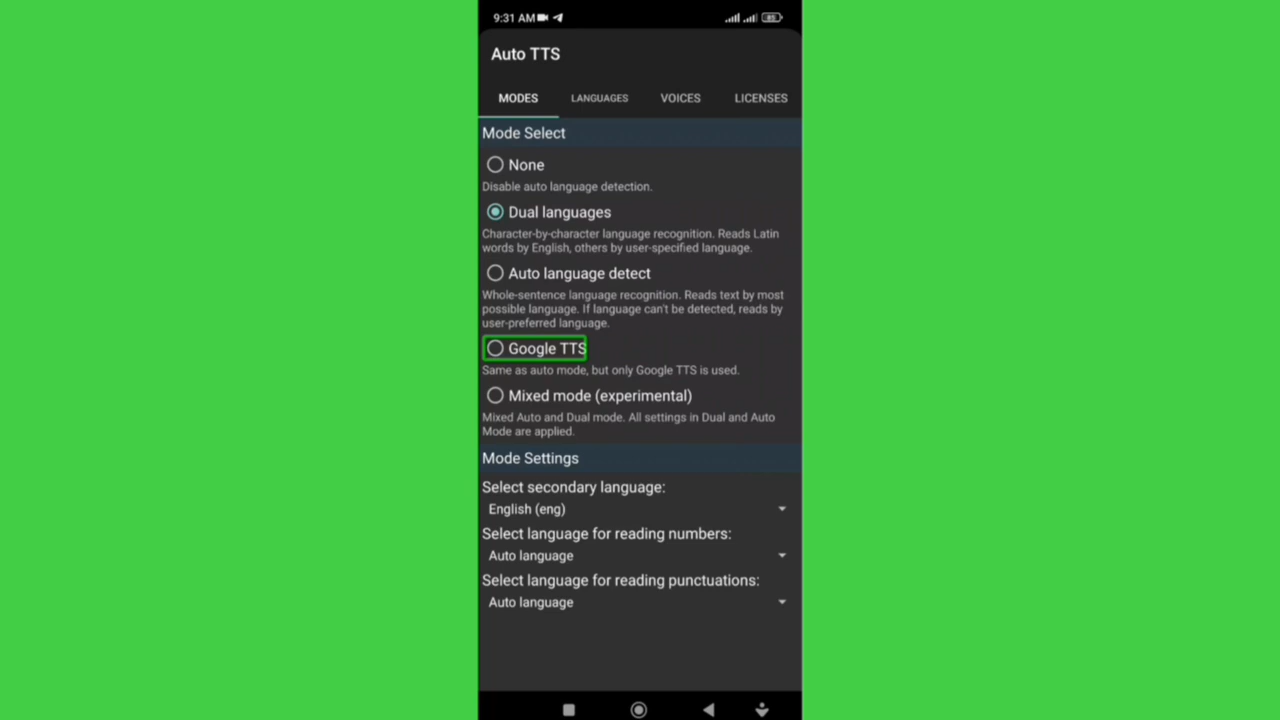 9:31 AM
85
Auto TTS
MODES LANGUAGES VOICES LICENSES
Mode Select
None
Disable auto language detection.
Dual languages
Character-by-character language recognition. Reads Latin
words by English, others by user-specified language.
Auto language detect
Whole-sentence language recognition. Reads text by most
possible language. If language can't be detected, reads by
user-preferred language.
Google TTS
Same as auto mode, but only Google TTS is used.
Mixed mode (experimental)
Mixed Auto and Dual mode. All settings in Dual and Auto
Mode are applied.
Mode Settings
Select secondary language:
English (eng)
Select language for reading numbers:
Auto language
Select language for reading punctuations:
Auto language